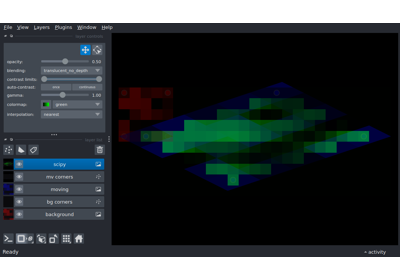 File View Layers Plugins Window Help
opacity: 0.50
blending: translucent_no_depth
contrast limits:
auto-contrast: once continuous
gamma: 1.00
colormap: green
interpolation: nearest
scipy
mv corners
moving
bg corners
background
Ready
activity